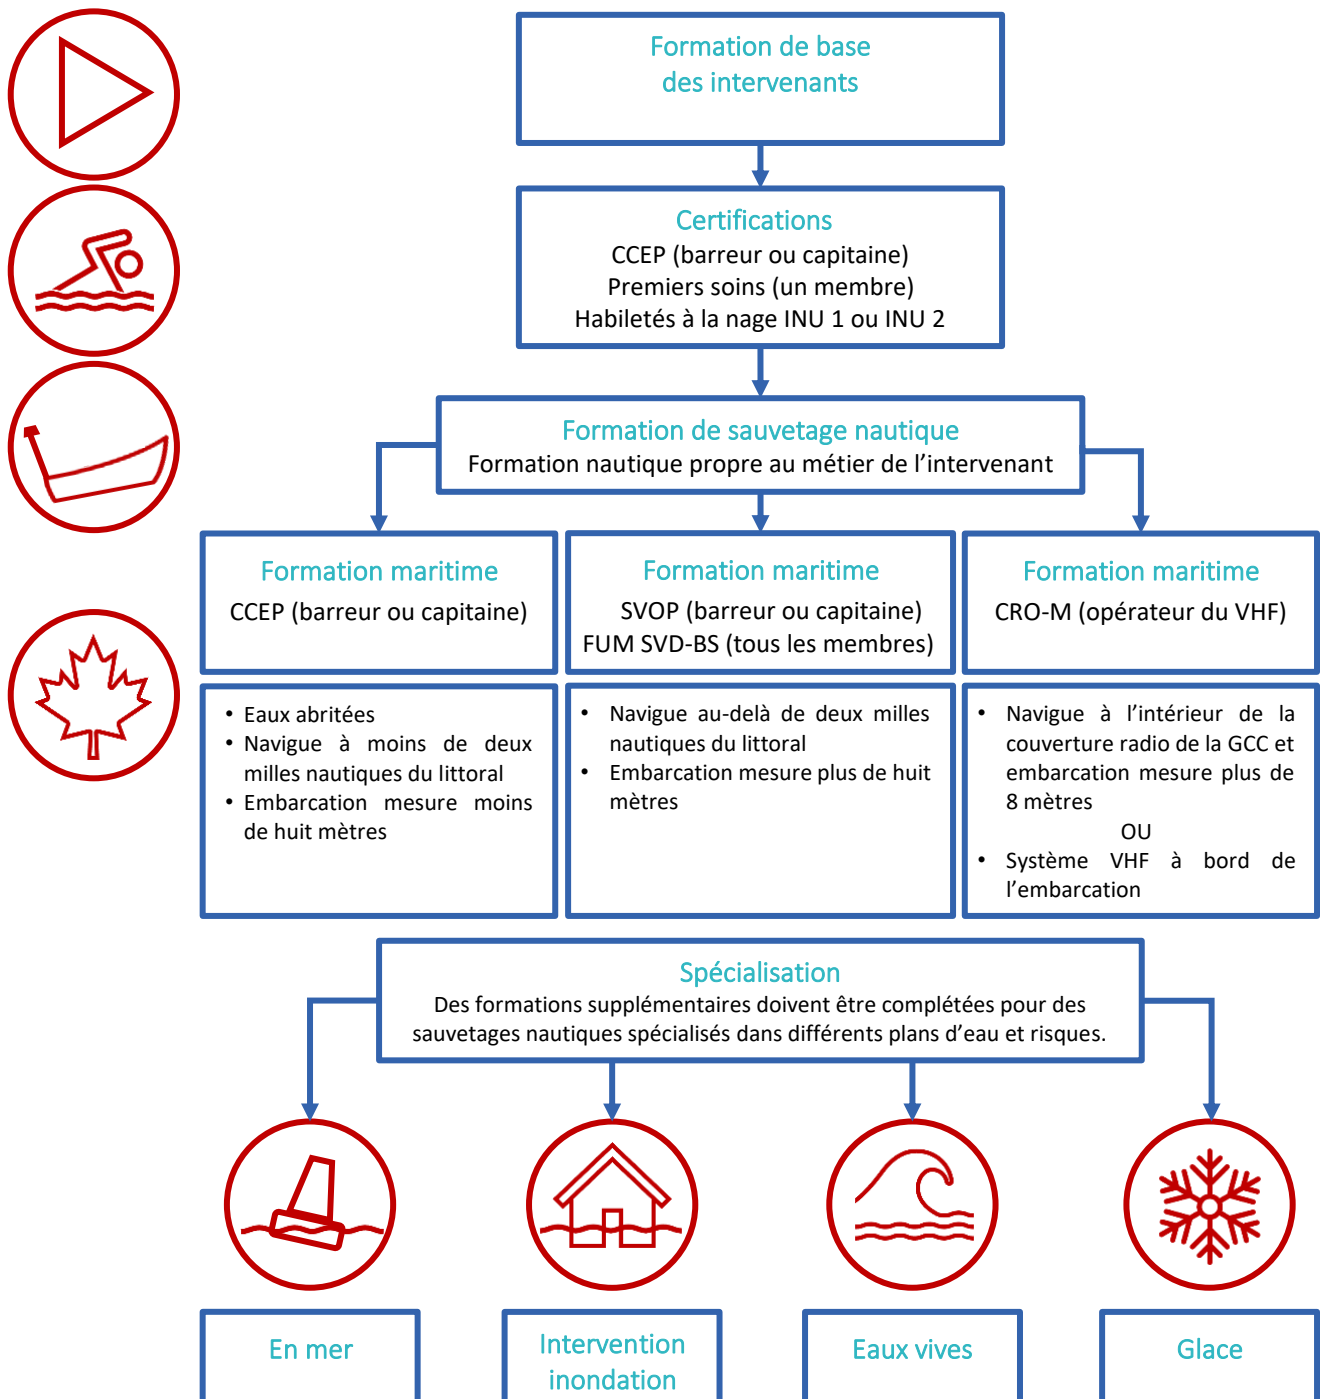 Formation de base
des intervenants
Certifications
CCEP (barreur ou capitaine)
Premiers soins (un membre)
Habiletés à la nage INU 1 ou INU 2
Formation de sauvetage nautique
Formation nautique propre au métier de l’intervenant
Formation maritime
CCEP (barreur ou capitaine)
• Eaux abritées
• Navigue à moins de deux
milles nautiques du littoral
• Embarcation mesure moins
de huit mètres
Formation maritime
SVOP (barreur ou capitaine)
FUM SVD-BS (tous les membres)
• Navigue au-delà de deux milles
nautiques du littoral
• Embarcation mesure plus de huit
mètres
Formation maritime
CRO-M (opérateur du VHF)
• Navigue à l’intérieur de la
couverture radio de la GCC et
embarcation mesure plus de
8 mètres
OU
• Système VHF à bord de
l’embarcation
Spécialisation
Des formations supplémentaires doivent être complétées pour des
sauvetages nautiques spécialisés dans différents plans d’eau et risques.
En mer
Intervention
inondation
Eaux vives
Glace